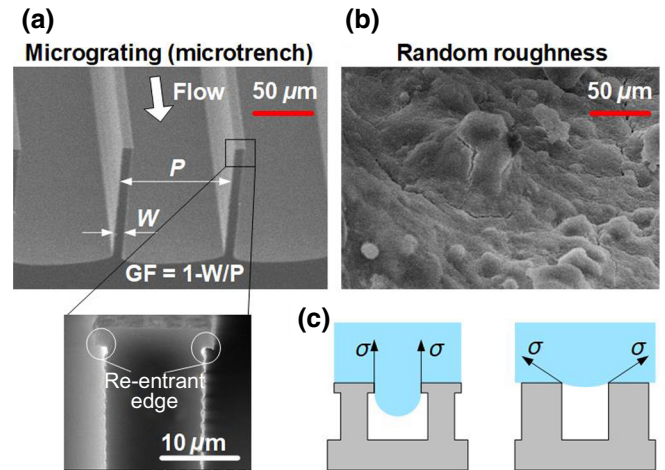 (a)
Micrograting (microtrench)
Flow
50 µm
P
W
GF = 1-W/P
Re-entrant
edge
10 µm
(b)
Random roughness
50 µm
(c)
σ
σ
σ
σ